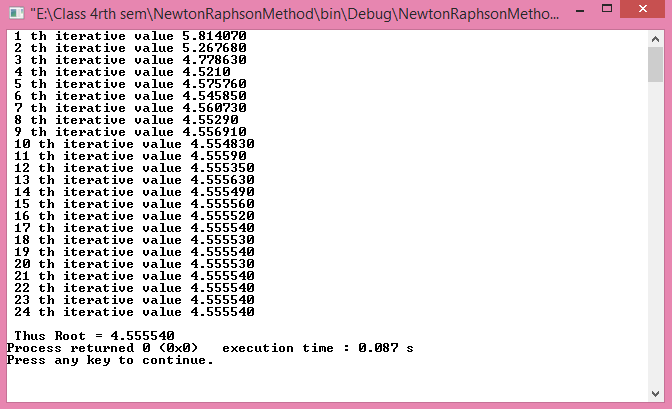 "E:\Class 4rth sem\NewtonRaphsonMethod\bin\Debug\NewtonRaphsonMetho...
1 th iterative value 5.814070
2 th iterative value 5.267680
3 th iterative value 4.778630
4 th iterative value 4.5210
5 th iterative value 4.575760
6 th iterative value 4.545850
7 th iterative value 4.560730
8 th iterative value 4.55290
9 th iterative value 4.556910
10 th iterative value 4.554830
11 th iterative value 4.55590
12 th iterative value 4.555350
13 th iterative value 4.555630
14 th iterative value 4.555490
15 th iterative value 4.555560
16 th iterative value 4.555520
17 th iterative value 4.555540
18 th iterative value 4.555530
19 th iterative value 4.555540
20 th iterative value 4.555530
21 th iterative value 4.555540
22 th iterative value 4.555540
23 th iterative value 4.555540
24 th iterative value 4.555540
Thus Root = 4.555540
Process returned 0 (0x0)   execution time : 0.087 s
Press any key to continue.